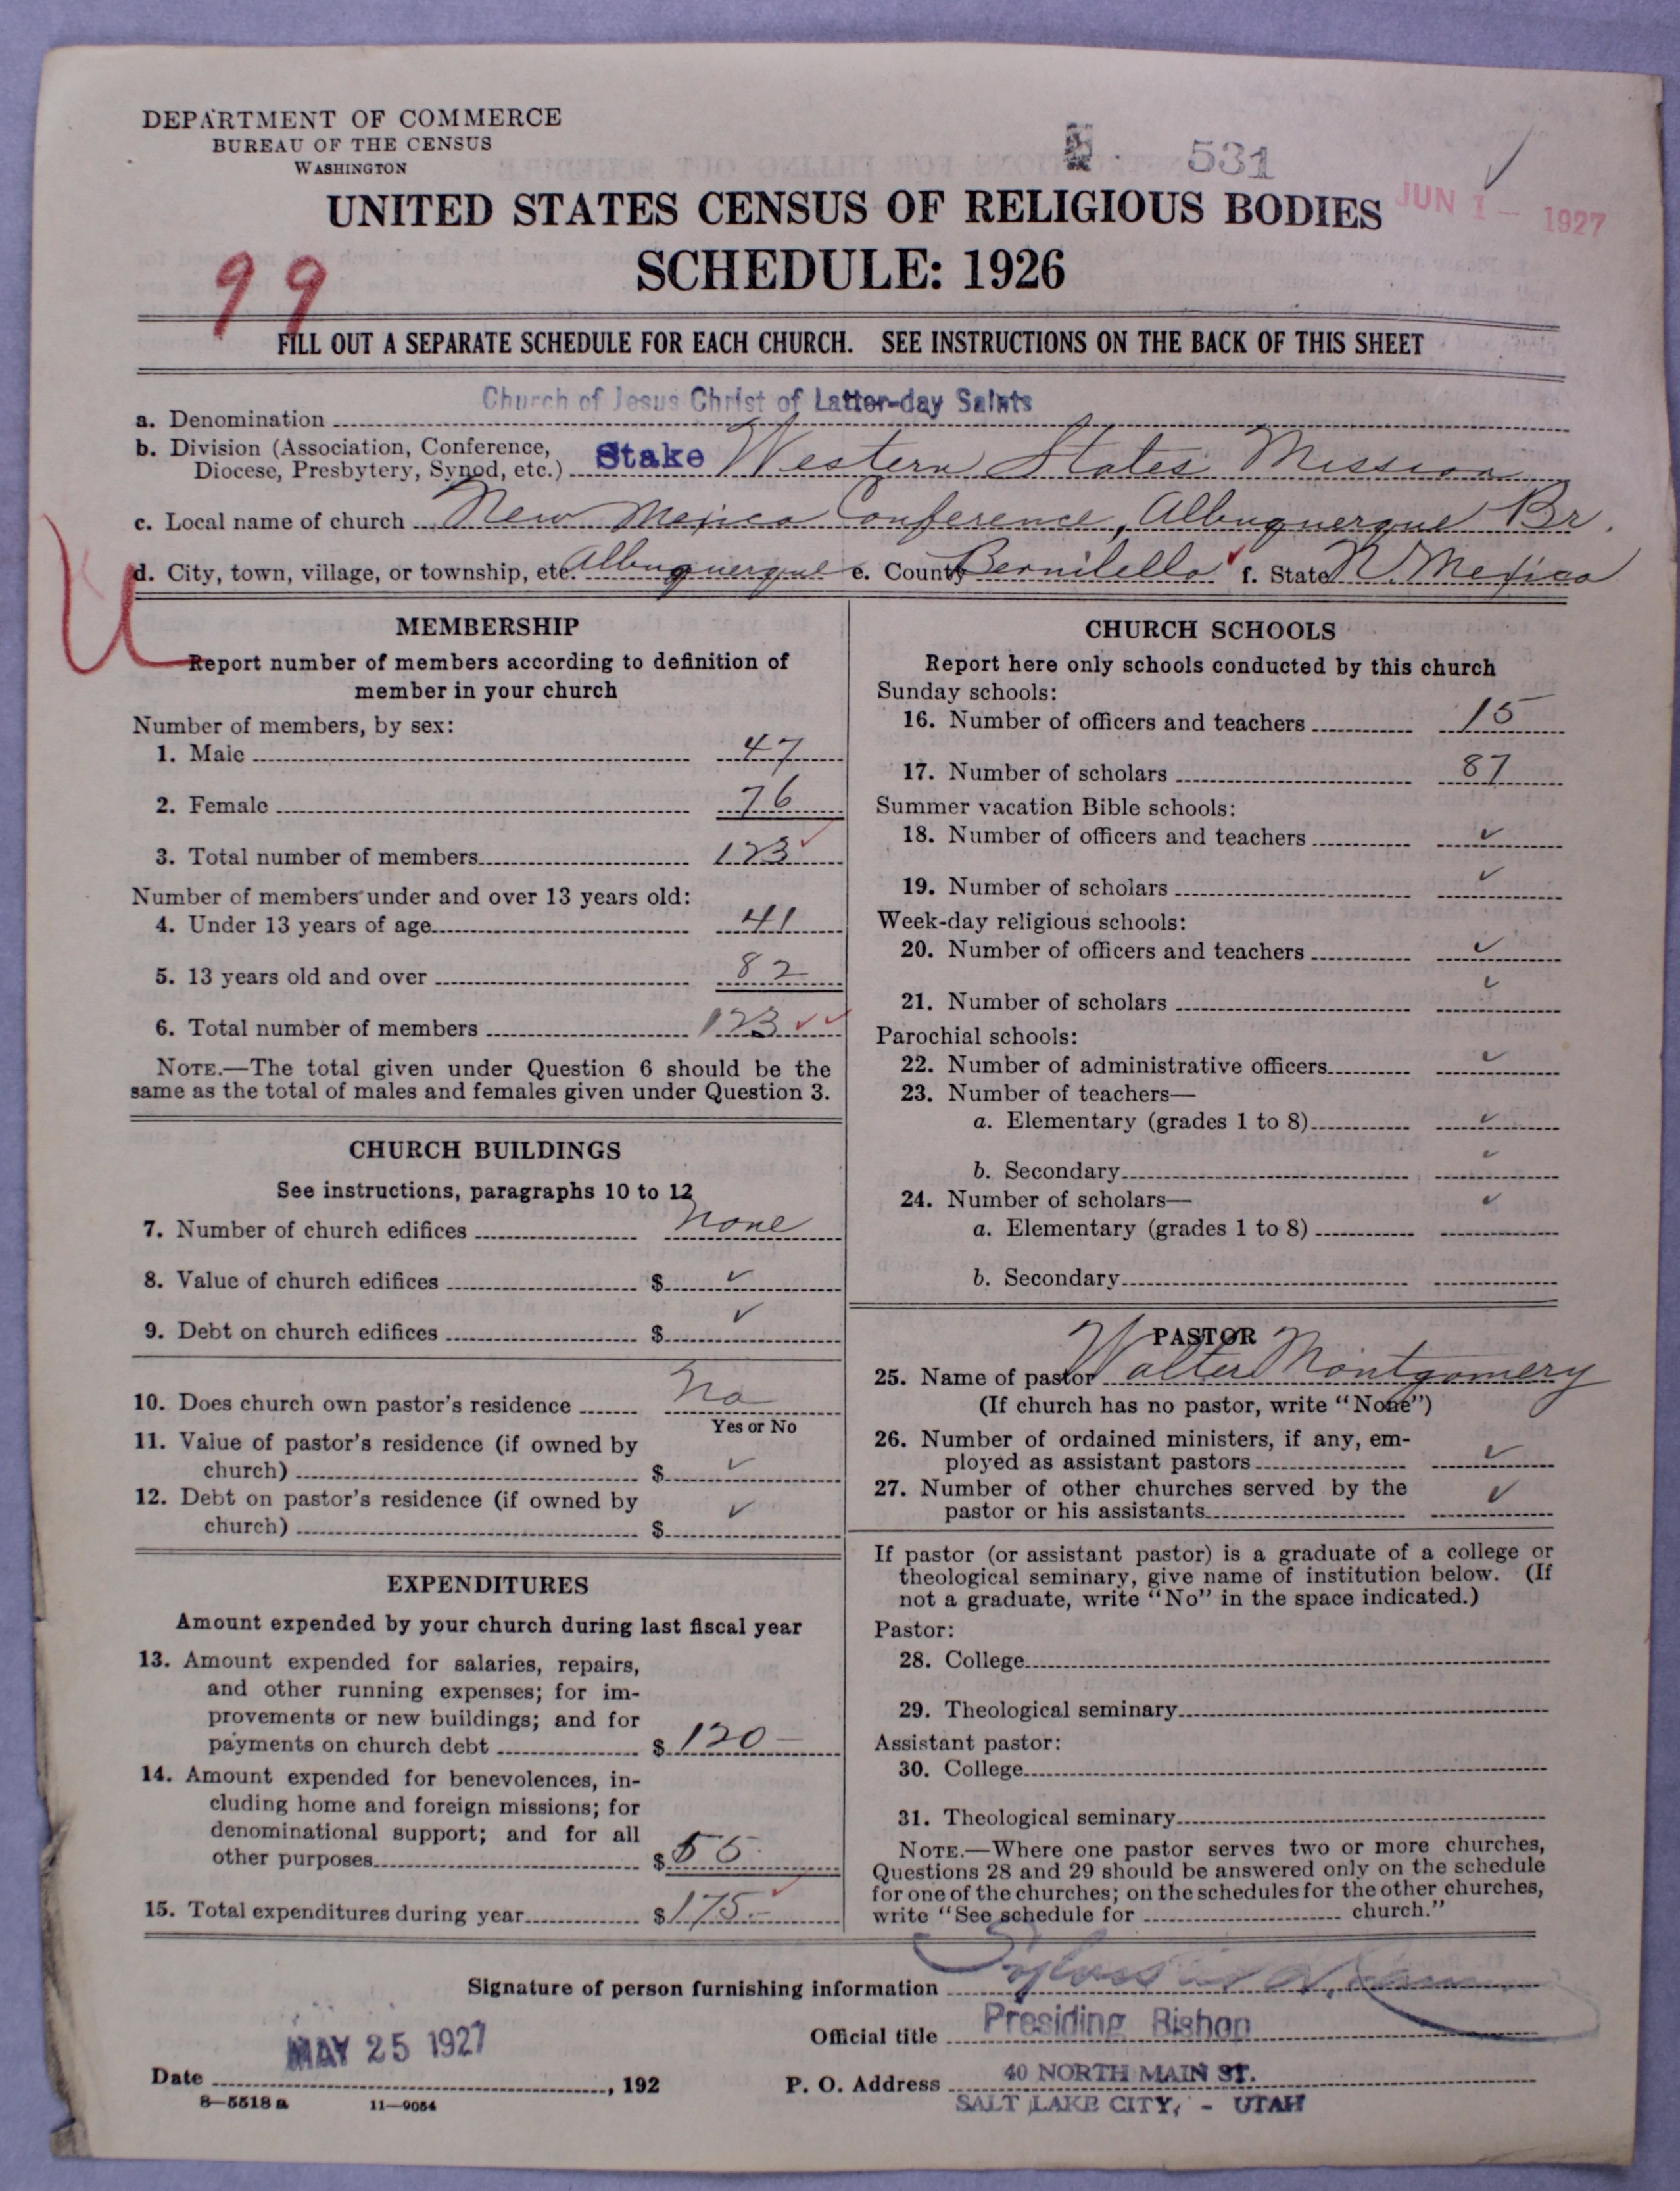 DEPARTMENT OF COMMERCE
BUREAU OF THE CENSUS
WASHINGTON
531
JUN 1 - 1927
UNITED STATES CENSUS OF RELIGIOUS BODIES
SCHEDULE: 1926
99
FILL OUT A SEPARATE SCHEDULE FOR EACH CHURCH. SEE INSTRUCTIONS ON THE BACK OF THIS SHEET
a. Denomination Church of Jesus Christ of Latter-day Saints
b. Division (Association, Conference,
Diocese, Presbytery, Synod, etc.) Stake Western States Mission
c. Local name of church New Mexico Conference, Albuquerque Br.
d. City, town, village, or township, etc. Albuquerque e. County Bernilello f. State N. Mexico
U
MEMBERSHIP
Report number of members according to definition of
member in your church
Number of members, by sex:
1. Male 47
2. Female 76
3. Total number of members 123 ✓
Number of members under and over 13 years old:
4. Under 13 years of age 41
5. 13 years old and over 82
6. Total number of members 123 ✓✓
NOTE.—The total given under Question 6 should be the
same as the total of males and females given under Question 3.
CHURCH BUILDINGS
See instructions, paragraphs 10 to 12
7. Number of church edifices None
8. Value of church edifices $ ✓
9. Debt on church edifices $ ✓
10. Does church own pastor's residence No
Yes or No
11. Value of pastor's residence (if owned by
church) $ ✓
12. Debt on pastor's residence (if owned by
church) $ ✓
EXPENDITURES
Amount expended by your church during last fiscal year
13. Amount expended for salaries, repairs,
and other running expenses; for im-
provements or new buildings; and for
payments on church debt $ 120 —
14. Amount expended for benevolences, in-
cluding home and foreign missions; for
denominational support; and for all
other purposes $ 55
15. Total expenditures during year $ 175.- ✓
CHURCH SCHOOLS
Report here only schools conducted by this church
Sunday schools:
16. Number of officers and teachers 15
17. Number of scholars 87
Summer vacation Bible schools:
18. Number of officers and teachers ✓
19. Number of scholars ✓
Week-day religious schools:
20. Number of officers and teachers ✓
21. Number of scholars ✓
Parochial schools:
22. Number of administrative officers ✓
23. Number of teachers—
a. Elementary (grades 1 to 8) ✓
b. Secondary ✓
24. Number of scholars— ✓
a. Elementary (grades 1 to 8)
b. Secondary
PASTOR
25. Name of pastor Walter Montgomery
(If church has no pastor, write "None")
26. Number of ordained ministers, if any, em-
ployed as assistant pastors ✓
27. Number of other churches served by the
pastor or his assistants ✓
If pastor (or assistant pastor) is a graduate of a college or
theological seminary, give name of institution below. (If
not a graduate, write "No" in the space indicated.)
Pastor:
28. College
29. Theological seminary
Assistant pastor:
30. College
31. Theological seminary
NOTE.—Where one pastor serves two or more churches,
Questions 28 and 29 should be answered only on the schedule
for one of the churches; on the schedules for the other churches,
write "See schedule for church."
Signature of person furnishing information
Official title Presiding Bishop
MAY 25 1927
Date , 192
P. O. Address 40 NORTH MAIN ST.
SALT LAKE CITY, - UTAH
8—5518 a 11—9054